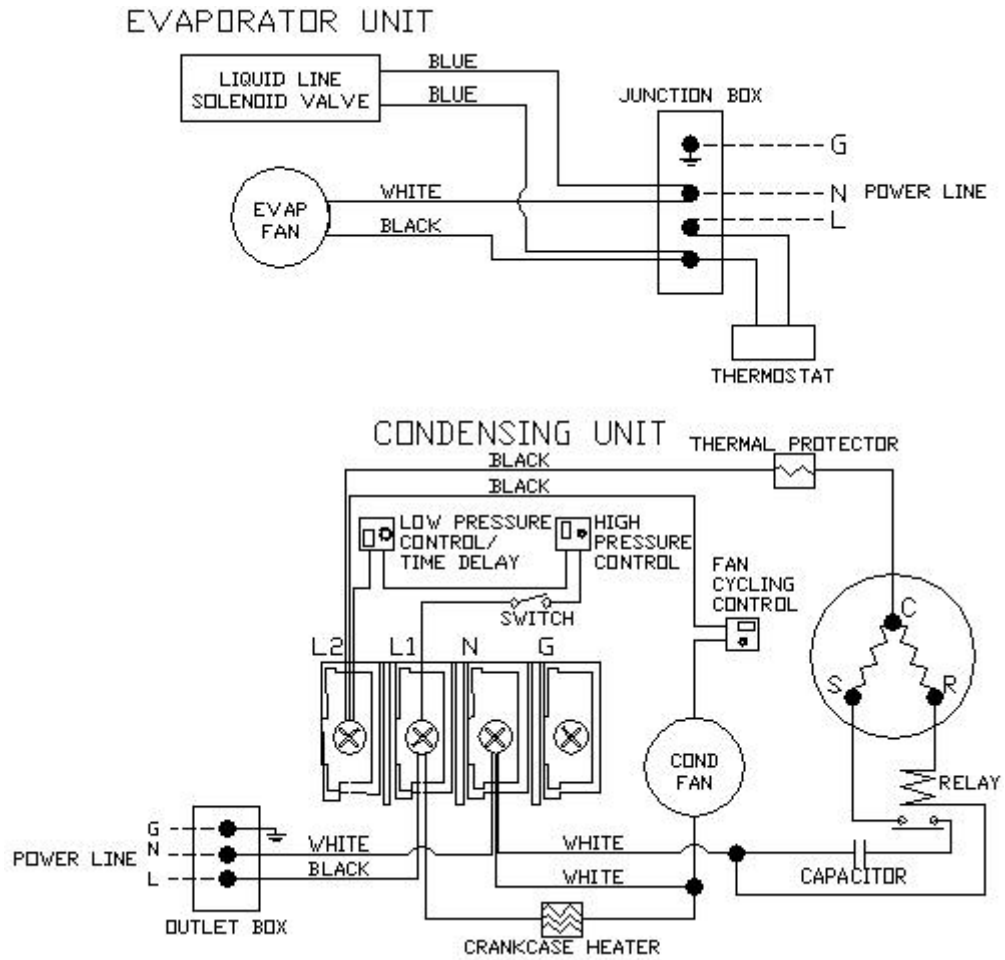 EVAPORATOR UNIT
LIQUID LINE
SOLENOID VALVE
BLUE
BLUE
JUNCTION BOX
G
N POWER LINE
L
EVAP
FAN
WHITE
BLACK
THERMOSTAT
CONDENSING UNIT
BLACK
THERMAL PROTECTOR
BLACK
LOW PRESSURE
CONTROL/
TIME DELAY
HIGH
PRESSURE
CONTROL
FAN
CYCLING
CONTROL
SWITCH
L2 L1 N G
C
S R
COND
FAN
RELAY
G
POWER LINE N
L
WHITE
BLACK
WHITE
WHITE
CAPACITOR
OUTLET BOX
CRANKCASE HEATER